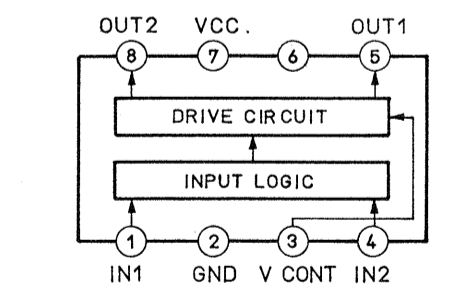 OUT2 VCC. OUT1
8 7 6 5
DRIVE CIRCUIT
INPUT LOGIC
1 2 3 4
IN1 GND V CONT IN2